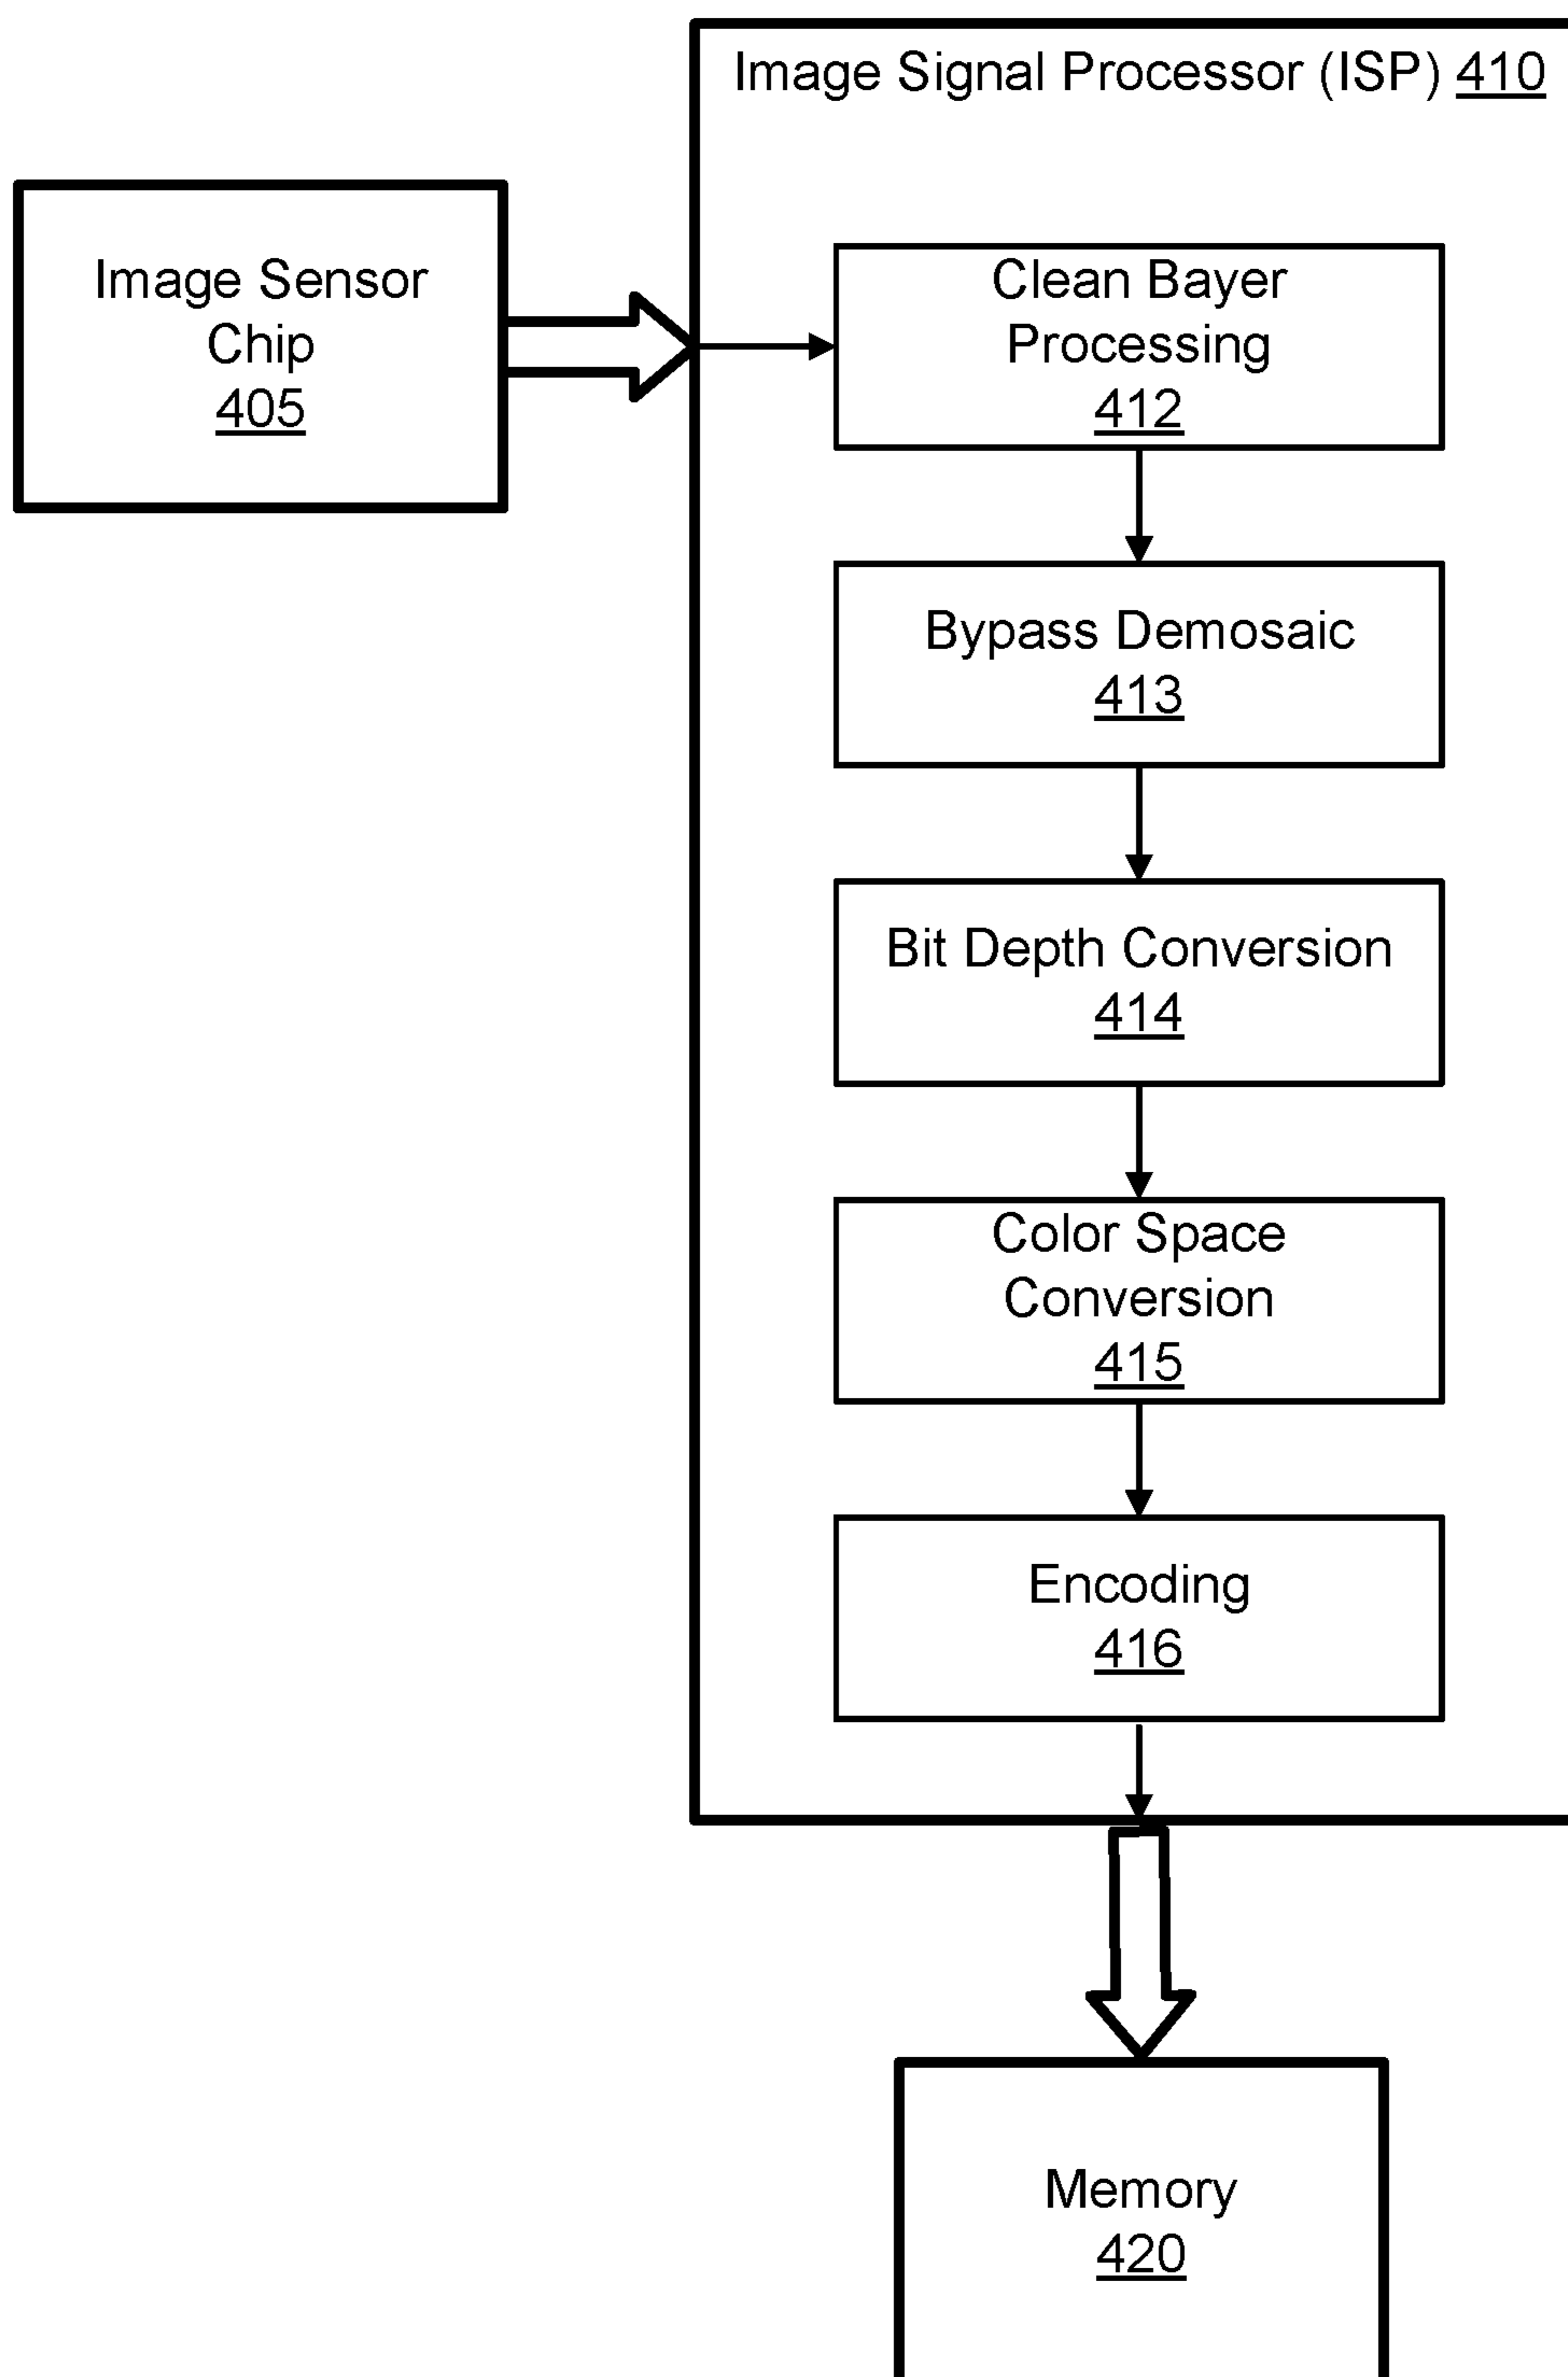 Image Signal Processor (ISP) 410
Image Sensor
Chip
405
Clean Bayer
Processing
412
Bypass Demosaic
413
Bit Depth Conversion
414
Color Space
Conversion
415
Encoding
416
Memory
420